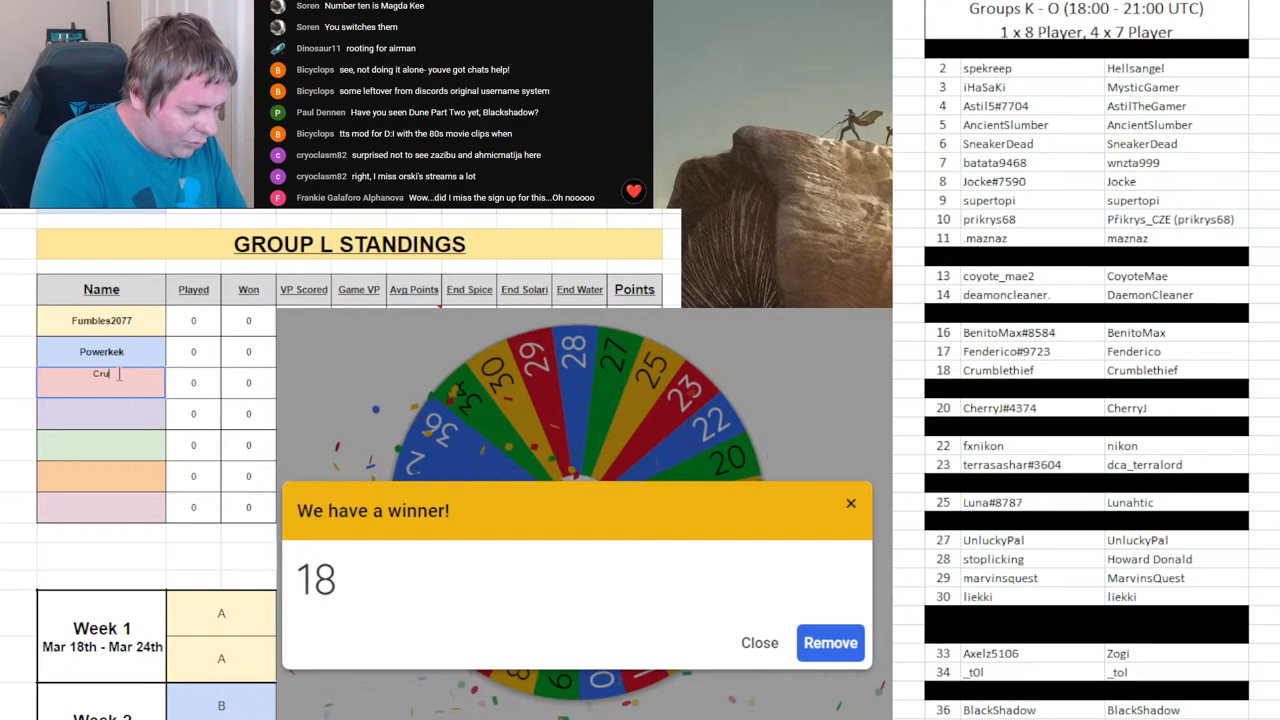 Soren Number ten is Magda Kee
Soren You switches them
Dinosaur11 rooting for airman
Bicyclops see, not doing it alone- youve got chats help!
Bicyclops some leftover from discords original username system
Paul Dennen Have you seen Dune Part Two yet, Blackshadow?
Bicyclops tts mod for D:I with the 80s movie clips when
cryoclasm82 surprised not to see zazibu and ahmicmatija here
cryoclasm82 right, I miss orski's streams a lot
Frankie Galaforo Alphanova Wow...did I miss the sign up for this...Oh nooooo
GROUP L STANDINGS
Name Played Won VP Scored Game VP Avg Points End Spice End Solari End Water Points
Fumbles2077 0 0
Powerkek 0 0
Cru 0 0
0 0
0 0
0 0
0 0
Week 1
Mar 18th - Mar 24th
A
A
B
2
36
34
30
29
28
27
25
23
22
20
We have a winner!
18
Close Remove
Groups K - O (18:00 - 21:00 UTC)
1 x 8 Player, 4 x 7 Player
2 spekreep Hellsangel
3 iHaSaKi MysticGamer
4 Astil5#7704 AstilTheGamer
5 AncientSlumber AncientSlumber
6 SneakerDead SneakerDead
7 batata9468 wnzta999
8 Jocke#7590 Jocke
9 supertopi supertopi
10 prikrys68 Přikrys_CZE (prikrys68)
11 .maznaz maznaz
13 coyote_mae2 CoyoteMae
14 deamoncleaner. DaemonCleaner
16 BenitoMax#8584 BenitoMax
17 Fenderico#9723 Fenderico
18 Crumblethief Crumblethief
20 CherryJ#4374 CherryJ
22 fxnikon nikon
23 terrasashar#3604 dca_terralord
25 Luna#8787 Lunahtic
27 UnluckyPal UnluckyPal
28 stoplicking Howard Donald
29 marvinsquest MarvinsQuest
30 liekki liekki
33 Axelz5106 Zogi
34 _t0l _tol
36 BlackShadow BlackShadow